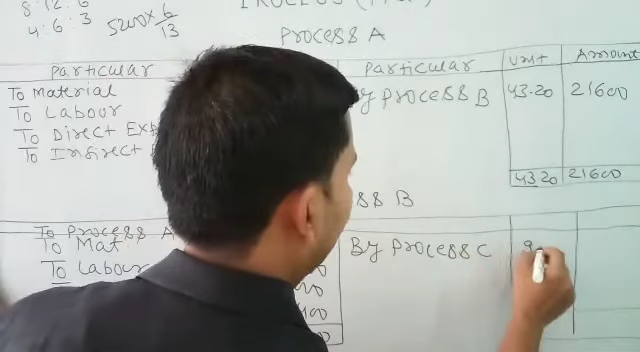 8:12:6
4:6:3
5200×6/13
PROCESS A
Particular Particular Unit Amount
To Material By Process B 43.20 21600
To Labour
To Direct Exp
To Indirect
43.20 21600
SS B
To Process A
To Mat By Process C 9
To Labour